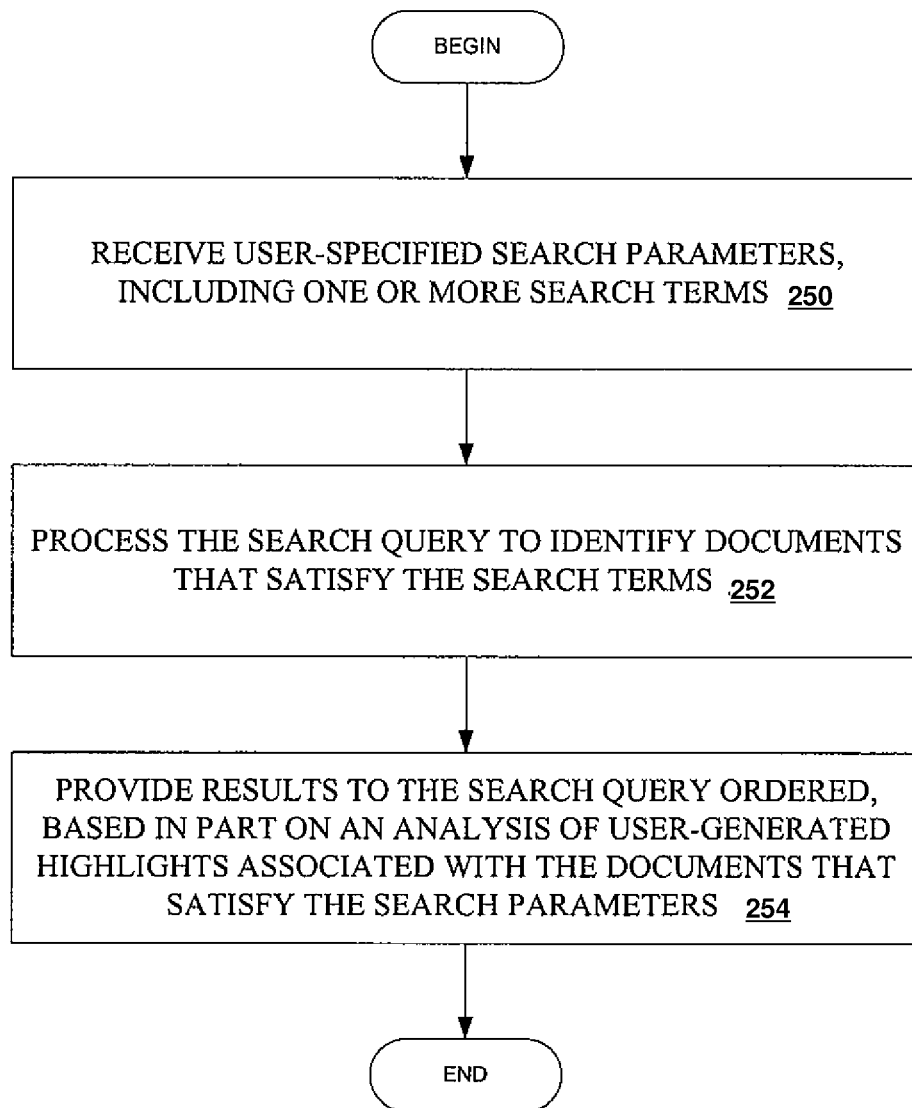 BEGIN
RECEIVE USER-SPECIFIED SEARCH PARAMETERS,
INCLUDING ONE OR MORE SEARCH TERMS 250
PROCESS THE SEARCH QUERY TO IDENTIFY DOCUMENTS
THAT SATISFY THE SEARCH TERMS 252
PROVIDE RESULTS TO THE SEARCH QUERY ORDERED,
BASED IN PART ON AN ANALYSIS OF USER-GENERATED
HIGHLIGHTS ASSOCIATED WITH THE DOCUMENTS THAT
SATISFY THE SEARCH PARAMETERS 254
END